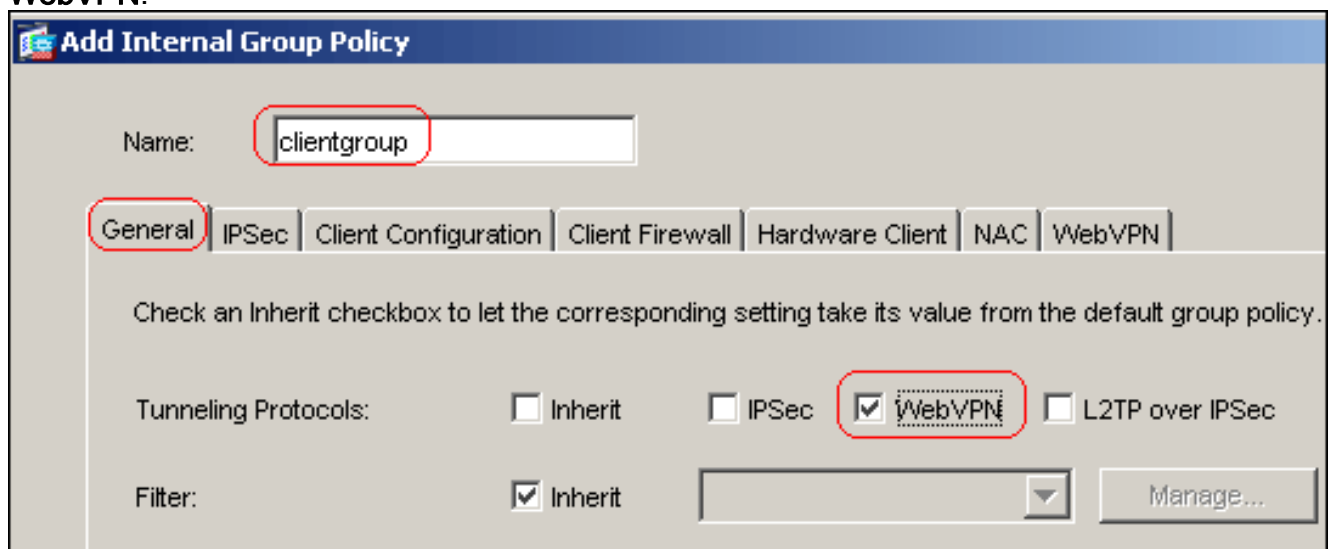 WebVPN.
Add Internal Group Policy
Name: clientgroup
General IPSec Client Configuration Client Firewall Hardware Client NAC WebVPN
Check an Inherit checkbox to let the corresponding setting take its value from the default group policy.
Tunneling Protocols: Inherit IPSec WebVPN L2TP over IPSec
Filter: Inherit Manage...